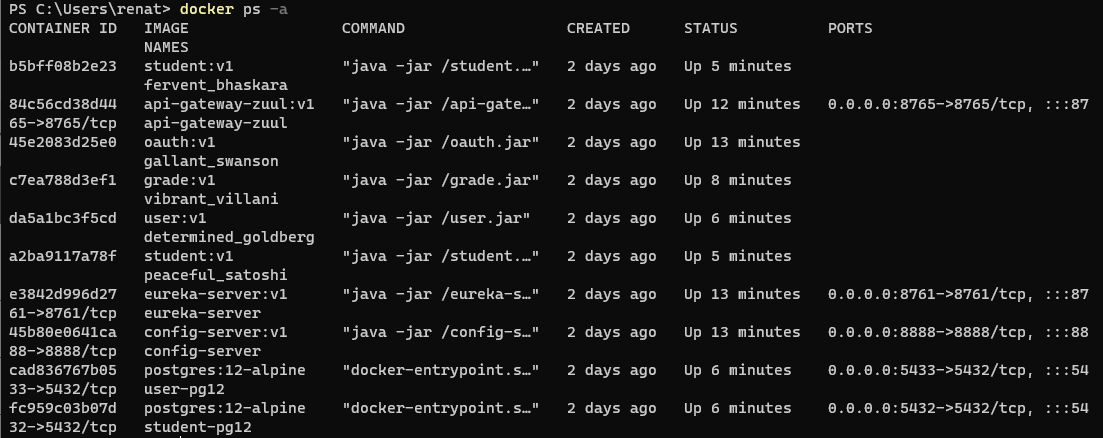 PS C:\Users\renat> docker ps -a
CONTAINER ID   IMAGE                 COMMAND                  CREATED      STATUS          PORTS
               NAMES
b5bff08b2e23   student:v1            "java -jar /student.…"   2 days ago   Up 5 minutes
               fervent_bhaskara
84c56cd38d44   api-gateway-zuul:v1   "java -jar /api-gate…"   2 days ago   Up 12 minutes   0.0.0.0:8765->8765/tcp, :::87
65->8765/tcp   api-gateway-zuul
45e2083d25e0   oauth:v1              "java -jar /oauth.jar"   2 days ago   Up 13 minutes
               gallant_swanson
c7ea788d3ef1   grade:v1              "java -jar /grade.jar"   2 days ago   Up 8 minutes
               vibrant_villani
da5a1bc3f5cd   user:v1               "java -jar /user.jar"    2 days ago   Up 6 minutes
               determined_goldberg
a2ba9117a78f   student:v1            "java -jar /student.…"   2 days ago   Up 5 minutes
               peaceful_satoshi
e3842d996d27   eureka-server:v1      "java -jar /eureka-s…"   2 days ago   Up 13 minutes   0.0.0.0:8761->8761/tcp, :::87
61->8761/tcp   eureka-server
45b80e0641ca   config-server:v1      "java -jar /config-s…"   2 days ago   Up 13 minutes   0.0.0.0:8888->8888/tcp, :::88
88->8888/tcp   config-server
cad836767b05   postgres:12-alpine    "docker-entrypoint.s…"   2 days ago   Up 6 minutes    0.0.0.0:5433->5432/tcp, :::54
33->5432/tcp   user-pg12
fc959c03b07d   postgres:12-alpine    "docker-entrypoint.s…"   2 days ago   Up 6 minutes    0.0.0.0:5432->5432/tcp, :::54
32->5432/tcp   student-pg12